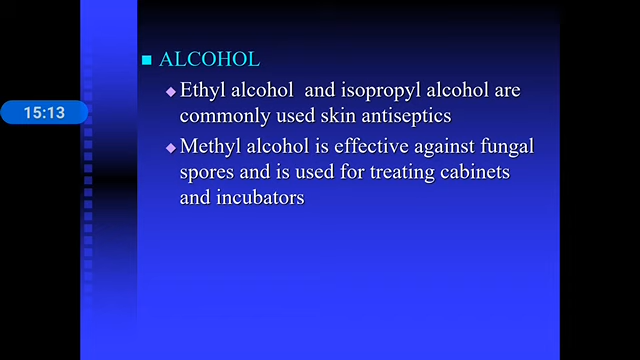 ALCOHOL
Ethyl alcohol and isopropyl alcohol are
commonly used skin antiseptics
15:13
Methyl alcohol is effective against fungal
spores and is used for treating cabinets
and incubators